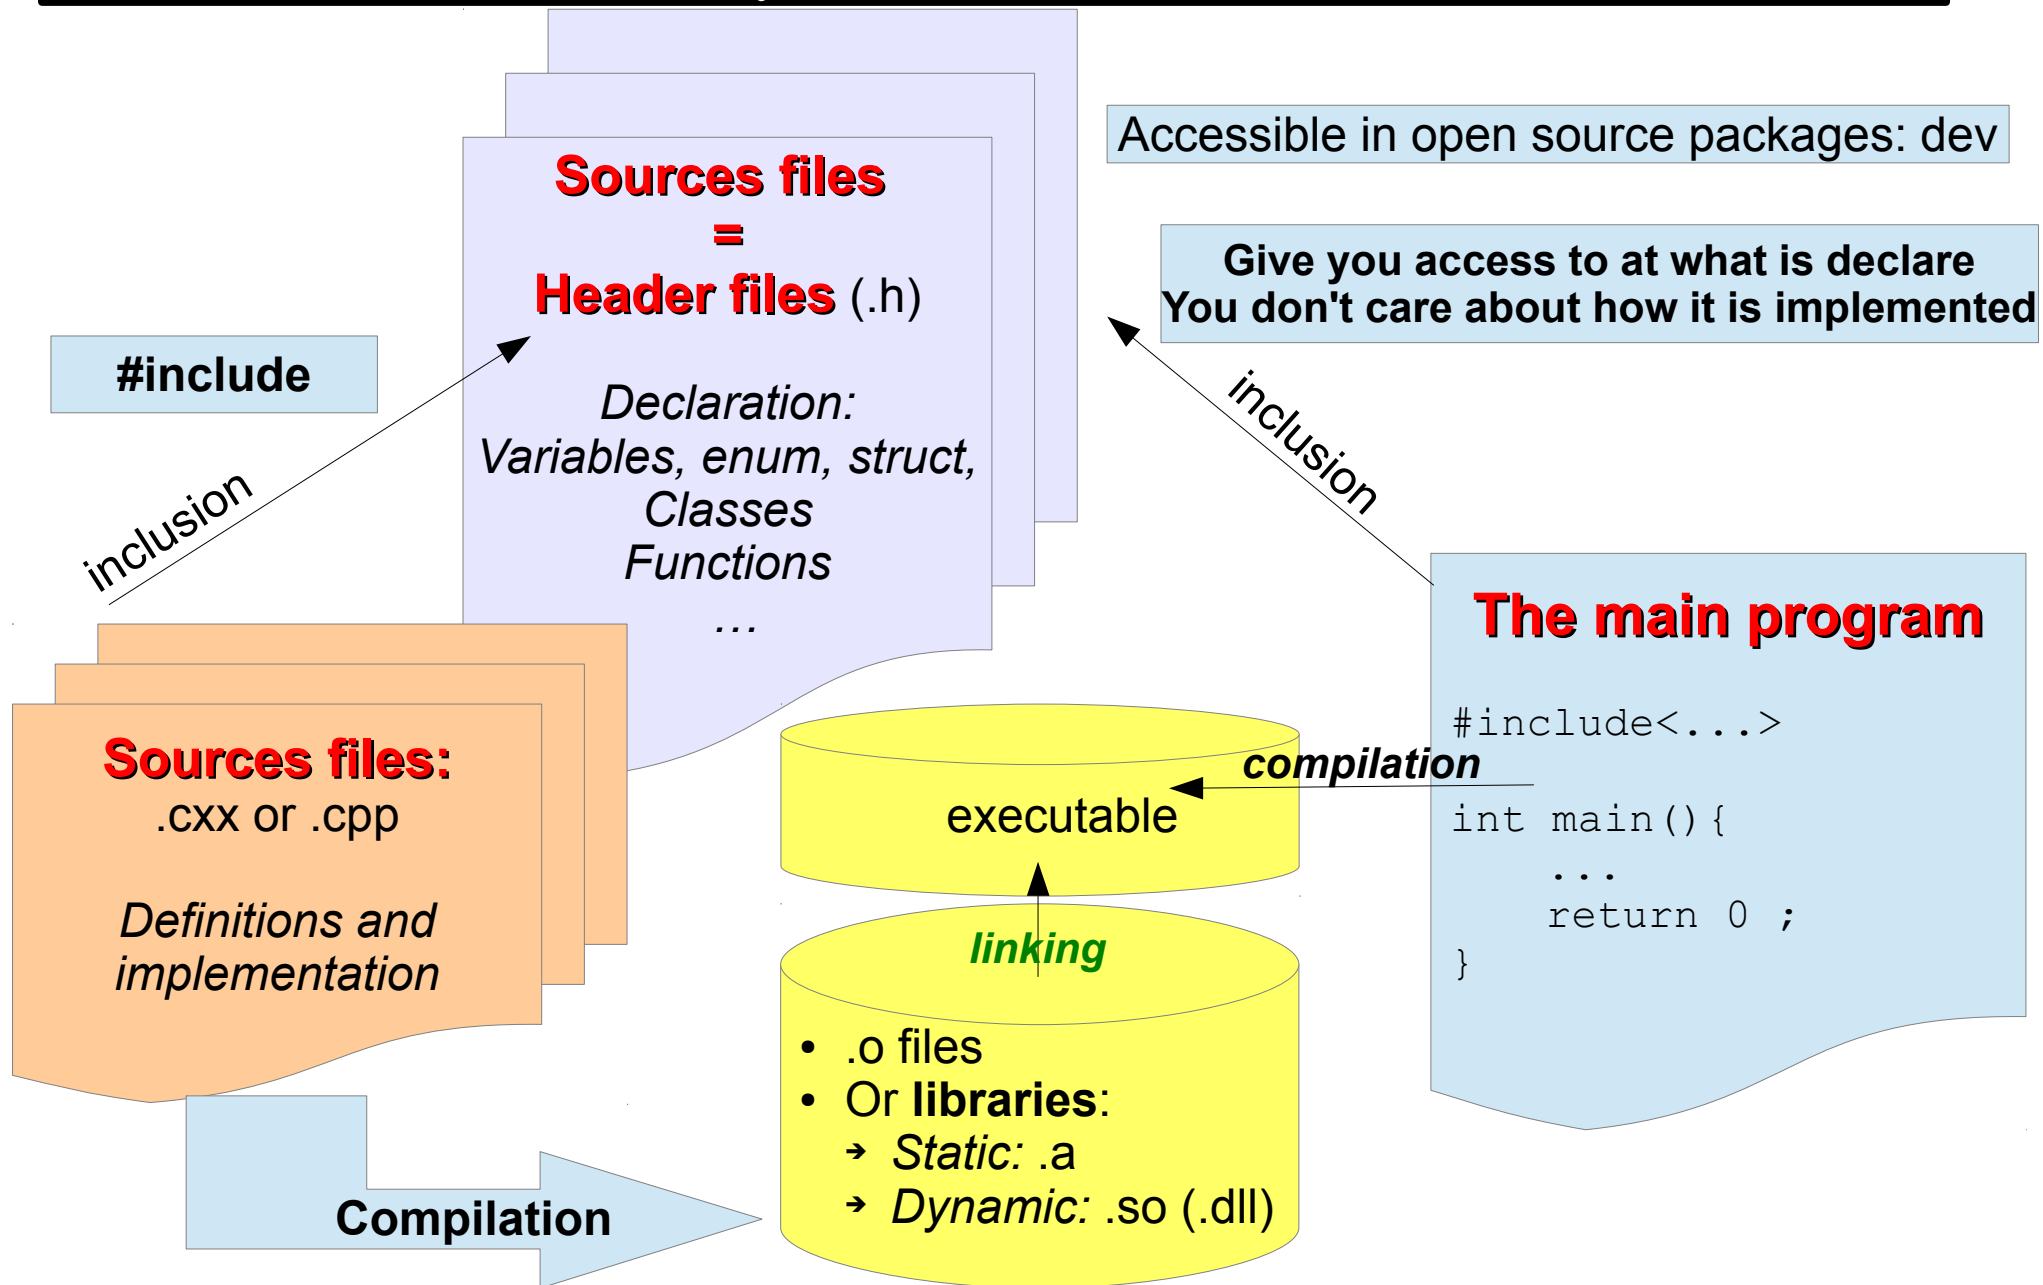 Accessible in open source packages: dev
Sources files
=
Header files (.h)
Give you access to at what is declare
You don't care about how it is implemented
#include
Declaration:
Variables, enum, struct,
Classes
Functions
…
inclusion
inclusion
The main program
#include<...>
int main(){
...
return 0 ;
}
Sources files:
.cxx or .cpp
Definitions and
implementation
compilation
executable
linking
• .o files
• Or libraries:
➔ Static: .a
➔ Dynamic: .so (.dll)
Compilation